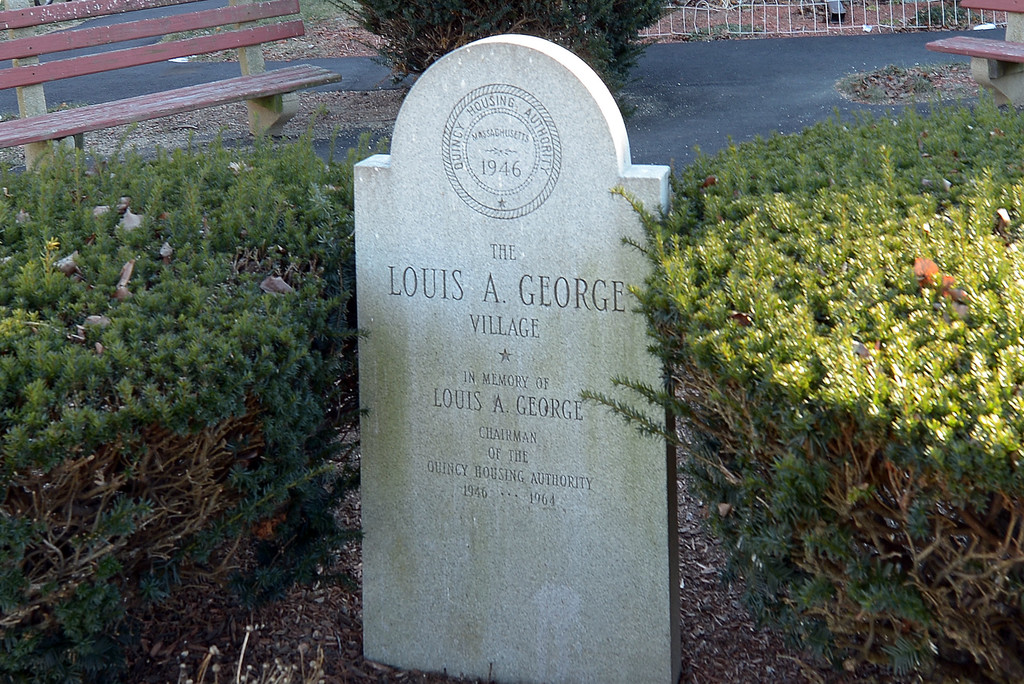 QUINCY HOUSING AUTHORITY
MASSACHUSETTS
1946
THE
LOUIS A. GEORGE
VILLAGE
IN MEMORY OF
LOUIS A. GEORGE
CHAIRMAN
OF THE
QUINCY HOUSING AUTHORITY
1946 ··· 1964